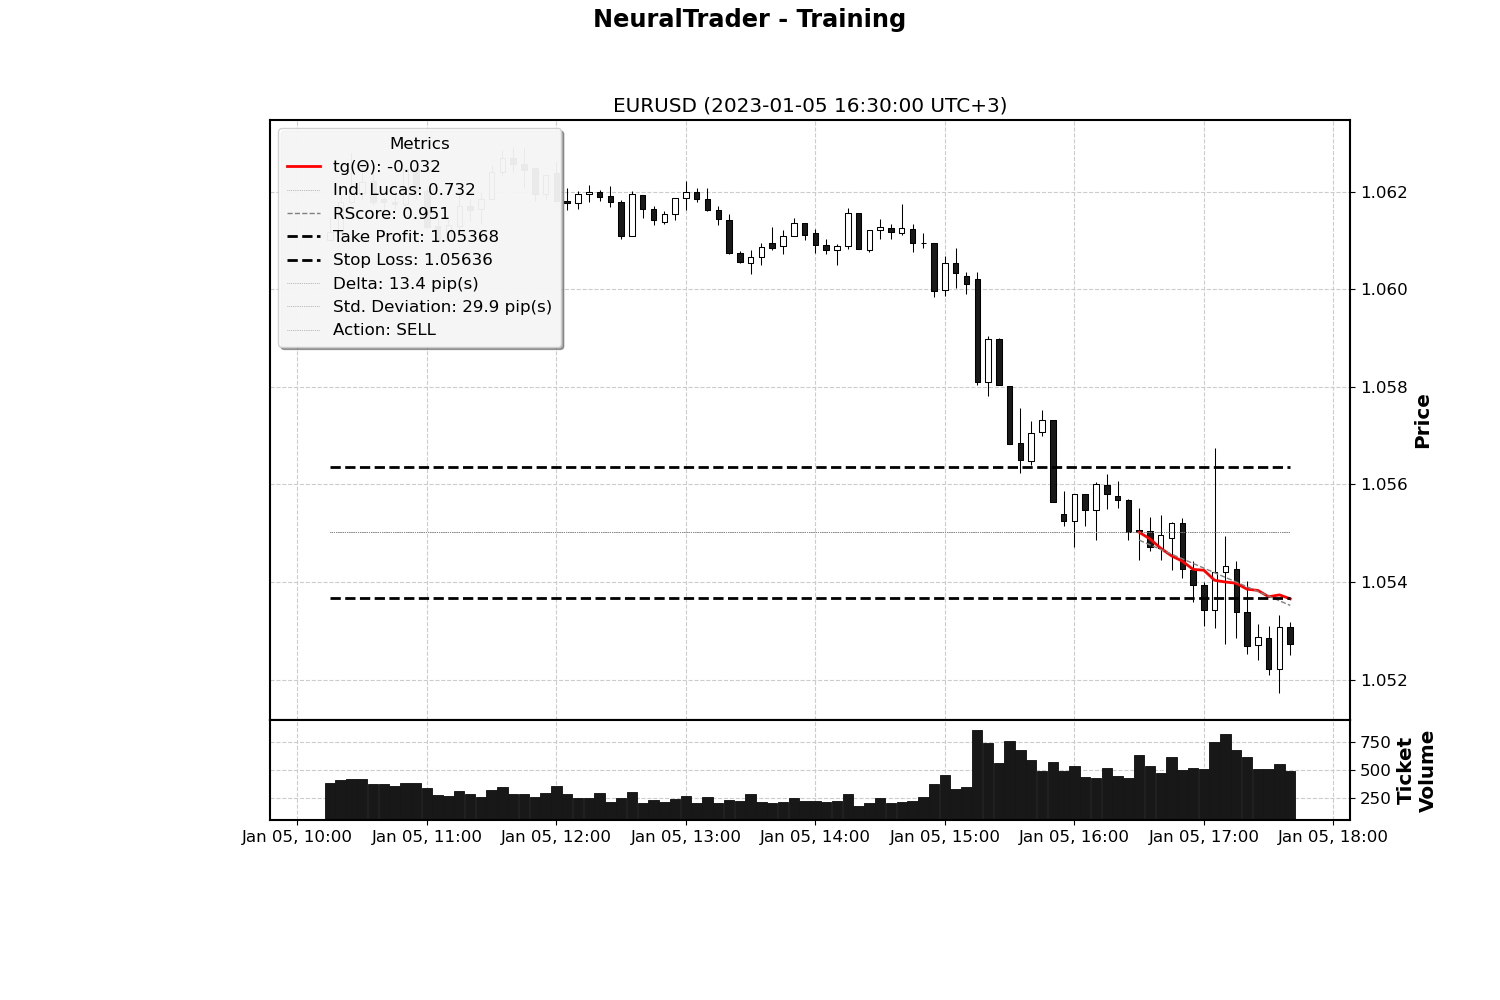 NeuralTrader - Training
EURUSD (2023-01-05 16:30:00 UTC+3)
Metrics
tg(Θ): -0.032
Ind. Lucas: 0.732
RScore: 0.951
Take Profit: 1.05368
Stop Loss: 1.05636
Delta: 13.4 pip(s)
Std. Deviation: 29.9 pip(s)
Action: SELL
1.062
1.060
1.058
1.056
1.054
1.052
Price
750
500
250
Ticket
Volume
Jan 05, 10:00
Jan 05, 11:00
Jan 05, 12:00
Jan 05, 13:00
Jan 05, 14:00
Jan 05, 15:00
Jan 05, 16:00
Jan 05, 17:00
Jan 05, 18:00